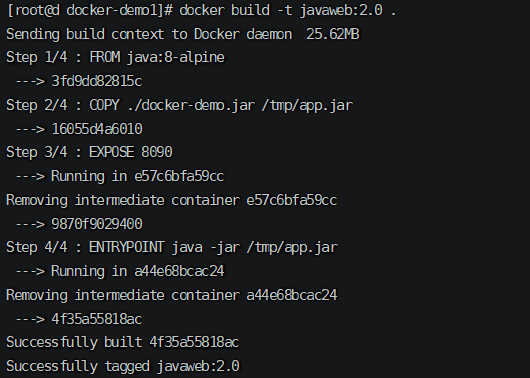 [root@d docker-demo1]# docker build -t javaweb:2.0 .
Sending build context to Docker daemon  25.62MB
Step 1/4 : FROM java:8-alpine
 ---> 3fd9dd82815c
Step 2/4 : COPY ./docker-demo.jar /tmp/app.jar
 ---> 16055d4a6010
Step 3/4 : EXPOSE 8090
 ---> Running in e57c6bfa59cc
Removing intermediate container e57c6bfa59cc
 ---> 9870f9029400
Step 4/4 : ENTRYPOINT java -jar /tmp/app.jar
 ---> Running in a44e68bcac24
Removing intermediate container a44e68bcac24
 ---> 4f35a55818ac
Successfully built 4f35a55818ac
Successfully tagged javaweb:2.0